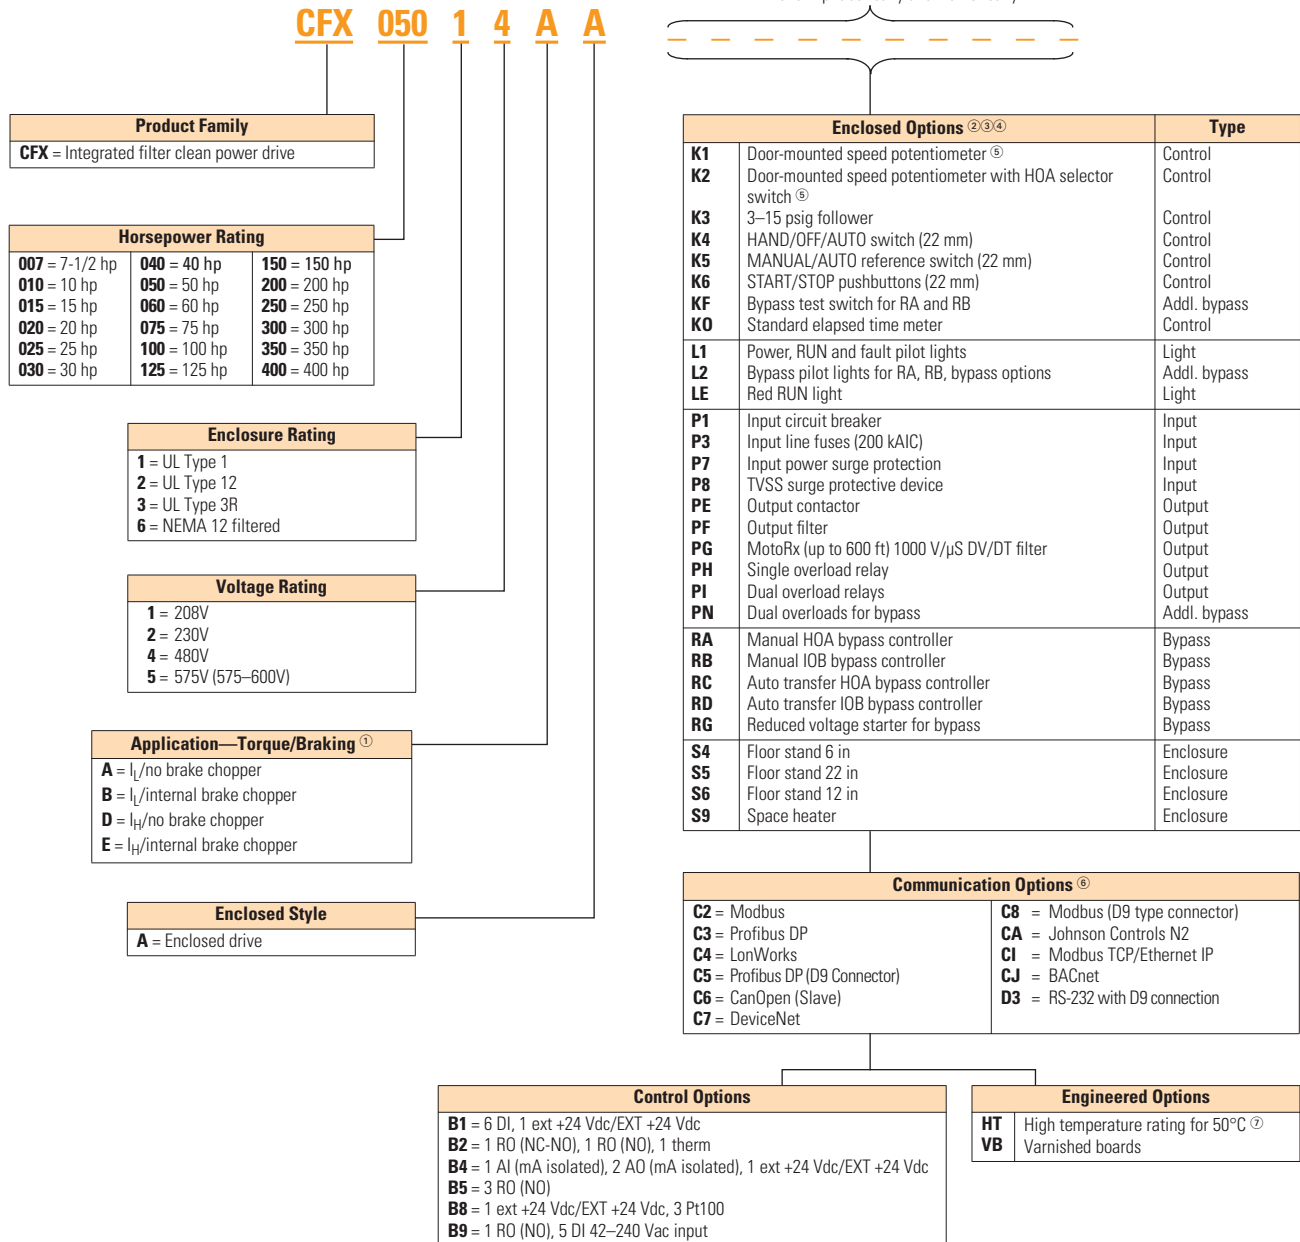 CFX 050 1 4 A A
Product Family
CFX = Integrated filter clean power drive
Horsepower Rating
007 = 7-1/2 hp 040 = 40 hp 150 = 150 hp
010 = 10 hp 050 = 50 hp 200 = 200 hp
015 = 15 hp 060 = 60 hp 250 = 250 hp
020 = 20 hp 075 = 75 hp 300 = 300 hp
025 = 25 hp 100 = 100 hp 350 = 350 hp
030 = 30 hp 125 = 125 hp 400 = 400 hp
Enclosure Rating
1 = UL Type 1
2 = UL Type 12
3 = UL Type 3R
6 = NEMA 12 filtered
Voltage Rating
1 = 208V
2 = 230V
4 = 480V
5 = 575V (575–600V)
Application—Torque/Braking ①
A = IL/no brake chopper
B = IL/internal brake chopper
D = IH/no brake chopper
E = IH/internal brake chopper
Enclosed Style
A = Enclosed drive
Enclosed Options ②③④ Type
K1 Door-mounted speed potentiometer ⑤ Control
K2 Door-mounted speed potentiometer with HOA selector Control
switch ⑤
K3 3–15 psig follower Control
K4 HAND/OFF/AUTO switch (22 mm) Control
K5 MANUAL/AUTO reference switch (22 mm) Control
K6 START/STOP pushbuttons (22 mm) Control
KF Bypass test switch for RA and RB Addl. bypass
KO Standard elapsed time meter Control
L1 Power, RUN and fault pilot lights Light
L2 Bypass pilot lights for RA, RB, bypass options Addl. bypass
LE Red RUN light Light
P1 Input circuit breaker Input
P3 Input line fuses (200 kAIC) Input
P7 Input power surge protection Input
P8 TVSS surge protective device Input
PE Output contactor Output
PF Output filter Output
PG MotoRx (up to 600 ft) 1000 V/µS DV/DT filter Output
PH Single overload relay Output
PI Dual overload relays Output
PN Dual overloads for bypass Addl. bypass
RA Manual HOA bypass controller Bypass
RB Manual IOB bypass controller Bypass
RC Auto transfer HOA bypass controller Bypass
RD Auto transfer IOB bypass controller Bypass
RG Reduced voltage starter for bypass Bypass
S4 Floor stand 6 in Enclosure
S5 Floor stand 22 in Enclosure
S6 Floor stand 12 in Enclosure
S9 Space heater Enclosure
Communication Options ⑥
C2 = Modbus C8 = Modbus (D9 type connector)
C3 = Profibus DP CA = Johnson Controls N2
C4 = LonWorks CI = Modbus TCP/Ethernet IP
C5 = Profibus DP (D9 Connector) CJ = BACnet
C6 = CanOpen (Slave) D3 = RS-232 with D9 connection
C7 = DeviceNet
Control Options
B1 = 6 DI, 1 ext +24 Vdc/EXT +24 Vdc
B2 = 1 RO (NC-NO), 1 RO (NO), 1 therm
B4 = 1 AI (mA isolated), 2 AO (mA isolated), 1 ext +24 Vdc/EXT +24 Vdc
B5 = 3 RO (NO)
B8 = 1 ext +24 Vdc/EXT +24 Vdc, 3 Pt100
B9 = 1 RO (NO), 5 DI 42–240 Vac input
Engineered Options
HT High temperature rating for 50°C ⑦
VB Varnished boards